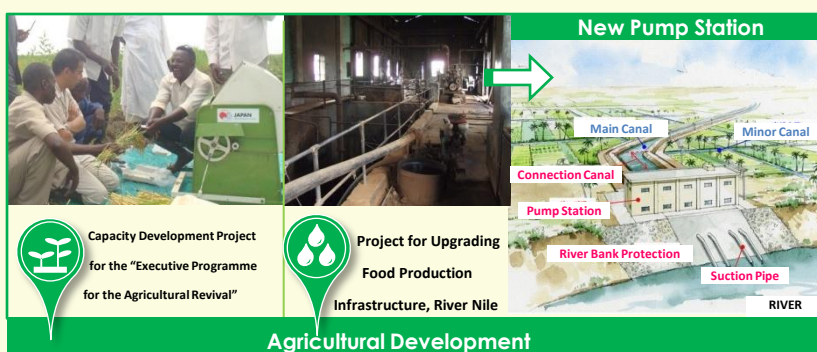 JAPAN
Capacity Development Project
for the “Executive Programme
for the Agricultural Revival”
Project for Upgrading
Food Production
Infrastructure, River Nile
New Pump Station
Main Canal
Minor Canal
Connection Canal
Pump Station
River Bank Protection
Suction Pipe
RIVER
Agricultural Development